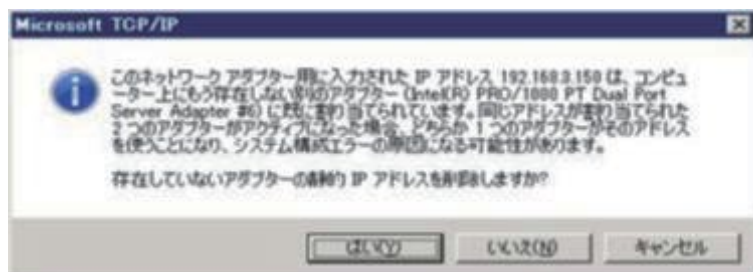 Microsoft TCP/IP
このネットワーク アダプター用に入力された IP アドレス 192.168.3.150 は、コンピュ
ーター上にもう存在しない別のアダプター (Intel(R) PRO/1000 PT Dual Port
Server Adapter #6) に既に割り当てられています。同じアドレスが割り当てられた
2 つのアダプターがアクティブになった場合、どちらか 1 つのアダプターがそのアドレス
を使うことになり、システム構成エラーの原因になる可能性があります。
存在していないアダプターの静的 IP アドレスを削除しますか?
はい(Y)
いいえ(N)
キャンセル